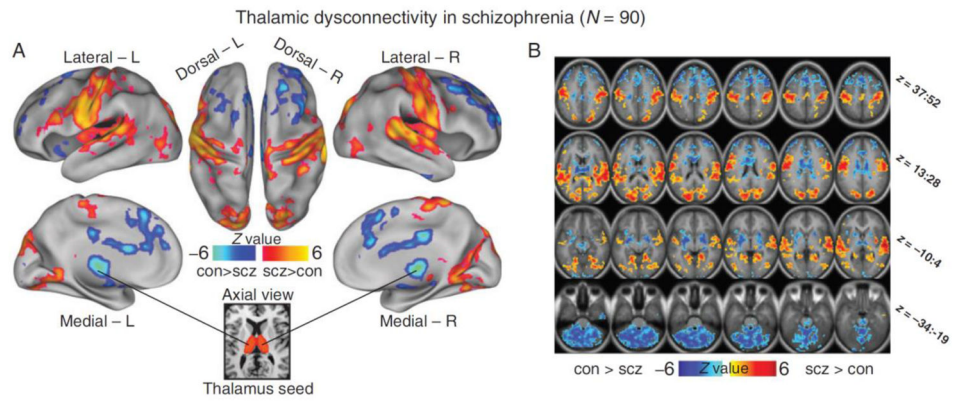 Thalamic dysconnectivity in schizophrenia (N = 90)
A
Lateral – L
Dorsal – L
Dorsal – R
Lateral – R
Z value
–6
6
con>scz
scz>con
Medial – L
Axial view
Medial – R
Thalamus seed
B
z = 37:52
z = 13:28
z = –10:4
z = –34:-19
con > scz
–6
Z value
6
scz > con